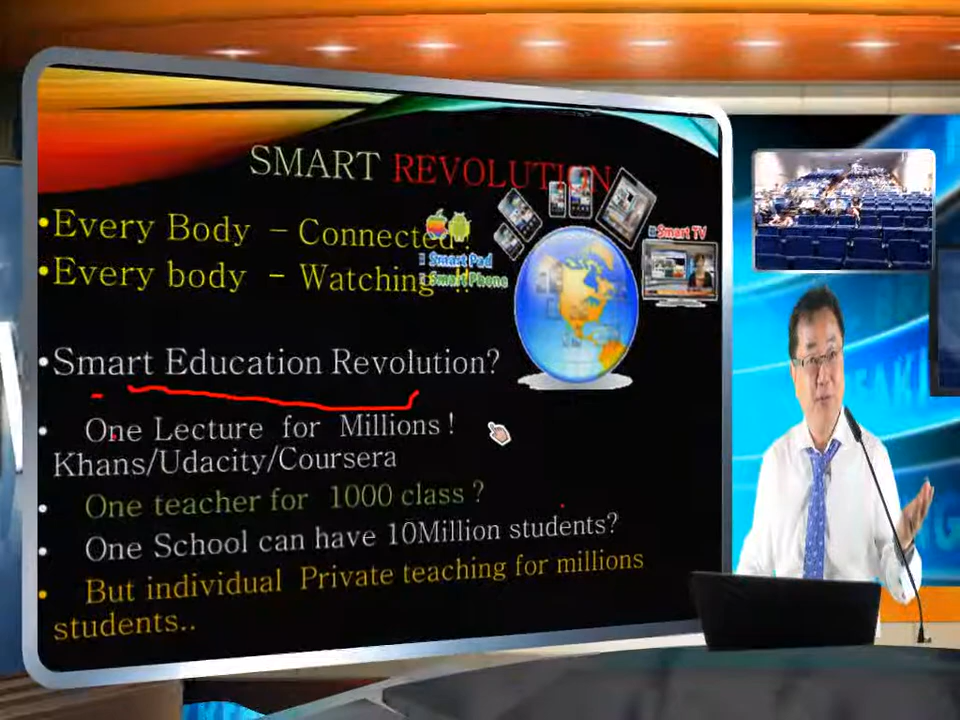 SMART REVOLUTION
•Every Body – Connected!
•Every body – Watching !!
Smart Pad
Smart Phone
Smart TV
•Smart Education Revolution?
• One Lecture for Millions !
Khans/Udacity/Coursera
• One teacher for 1000 class ?
• One School can have 10Million students?
• But individual Private teaching for millions
students..